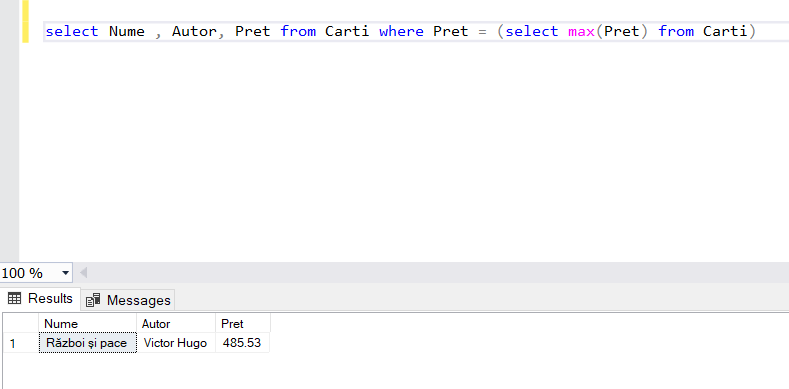 select Nume , Autor, Pret from Carti where Pret = (select max(Pret) from Carti)
100 %
Results Messages
Nume Autor Pret
1 Război și pace Victor Hugo 485.53